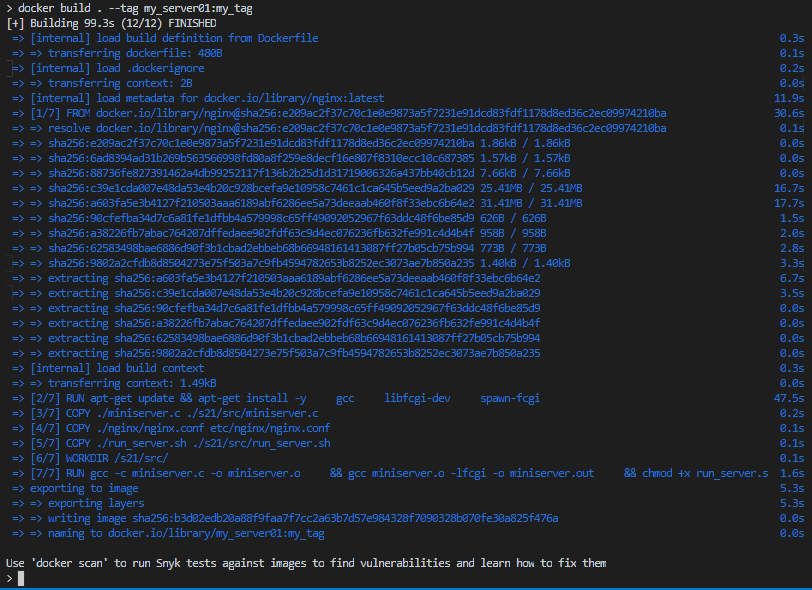 > docker build . --tag my_server01:my_tag
[+] Building 99.3s (12/12) FINISHED
=> [internal] load build definition from Dockerfile 0.3s
=> => transferring dockerfile: 480B 0.1s
=> [internal] load .dockerignore 0.2s
=> => transferring context: 2B 0.0s
=> [internal] load metadata for docker.io/library/nginx:latest 11.9s
=> [1/7] FROM docker.io/library/nginx@sha256:e209ac2f37c70c1e0e9873a5f7231e91dcd83fdf1178d8ed36c2ec09974210ba 30.6s
=> => resolve docker.io/library/nginx@sha256:e209ac2f37c70c1e0e9873a5f7231e91dcd83fdf1178d8ed36c2ec09974210ba 0.1s
=> => sha256:e209ac2f37c70c1e0e9873a5f7231e91dcd83fdf1178d8ed36c2ec09974210ba 1.86kB / 1.86kB 0.0s
=> => sha256:6ad8394ad31b269b563566998fd80a8f259e8decf16e807f8310ecc10c687385 1.57kB / 1.57kB 0.0s
=> => sha256:88736fe827391462a4db99252117f136b2b25d1d31719006326a437bb40cb12d 7.66kB / 7.66kB 0.0s
=> => sha256:c39e1cda007e48da53e4b20c928bcefa9e10958c7461c1ca645b5eed9a2ba029 25.41MB / 25.41MB 16.7s
=> => sha256:a603fa5e3b4127f210503aaa6189abf6286ee5a73deeaab460f8f33ebc6b64e2 31.41MB / 31.41MB 17.7s
=> => sha256:90cfefba34d7c6a81fe1dfbb4a579998c65ff49092052967f63ddc48f6be85d9 626B / 626B 1.5s
=> => sha256:a38226fb7abac764207dffedaee902fdf63c9d4ec076236fb632fe991c4d4b4f 958B / 958B 2.0s
=> => sha256:62583498bae6886d90f3b1cbad2ebbeb68b66948161413087ff27b05cb75b994 773B / 773B 2.8s
=> => sha256:9802a2cfdb8d8504273e75f503a7c9fb4594782653b8252ec3073ae7b850a235 1.40kB / 1.40kB 3.3s
=> => extracting sha256:a603fa5e3b4127f210503aaa6189abf6286ee5a73deeaab460f8f33ebc6b64e2 6.7s
=> => extracting sha256:c39e1cda007e48da53e4b20c928bcefa9e10958c7461c1ca645b5eed9a2ba029 3.5s
=> => extracting sha256:90cfefba34d7c6a81fe1dfbb4a579998c65ff49092052967f63ddc48f6be85d9 0.0s
=> => extracting sha256:a38226fb7abac764207dffedaee902fdf63c9d4ec076236fb632fe991c4d4b4f 0.0s
=> => extracting sha256:62583498bae6886d90f3b1cbad2ebbeb68b66948161413087ff27b05cb75b994 0.0s
=> => extracting sha256:9802a2cfdb8d8504273e75f503a7c9fb4594782653b8252ec3073ae7b850a235 0.0s
=> [internal] load build context 0.3s
=> => transferring context: 1.49kB 0.0s
=> [2/7] RUN apt-get update && apt-get install -y     gcc     libfcgi-dev     spawn-fcgi 47.5s
=> [3/7] COPY ./miniserver.c ./s21/src/miniserver.c 0.2s
=> [4/7] COPY ./nginx/nginx.conf etc/nginx/nginx.conf 0.1s
=> [5/7] COPY ./run_server.sh ./s21/src/run_server.sh 0.1s
=> [6/7] WORKDIR /s21/src/ 0.1s
=> [7/7] RUN gcc -c miniserver.c -o miniserver.o     && gcc miniserver.o -lfcgi -o miniserver.out     && chmod +x run_server.s 1.6s
=> exporting to image 5.3s
=> => exporting layers 5.3s
=> => writing image sha256:b3d02edb20a88f9faa7f7cc2a63b7d57e984328f7090328b070fe30a825f476a 0.0s
=> => naming to docker.io/library/my_server01:my_tag 0.0s
Use 'docker scan' to run Snyk tests against images to find vulnerabilities and learn how to fix them
>